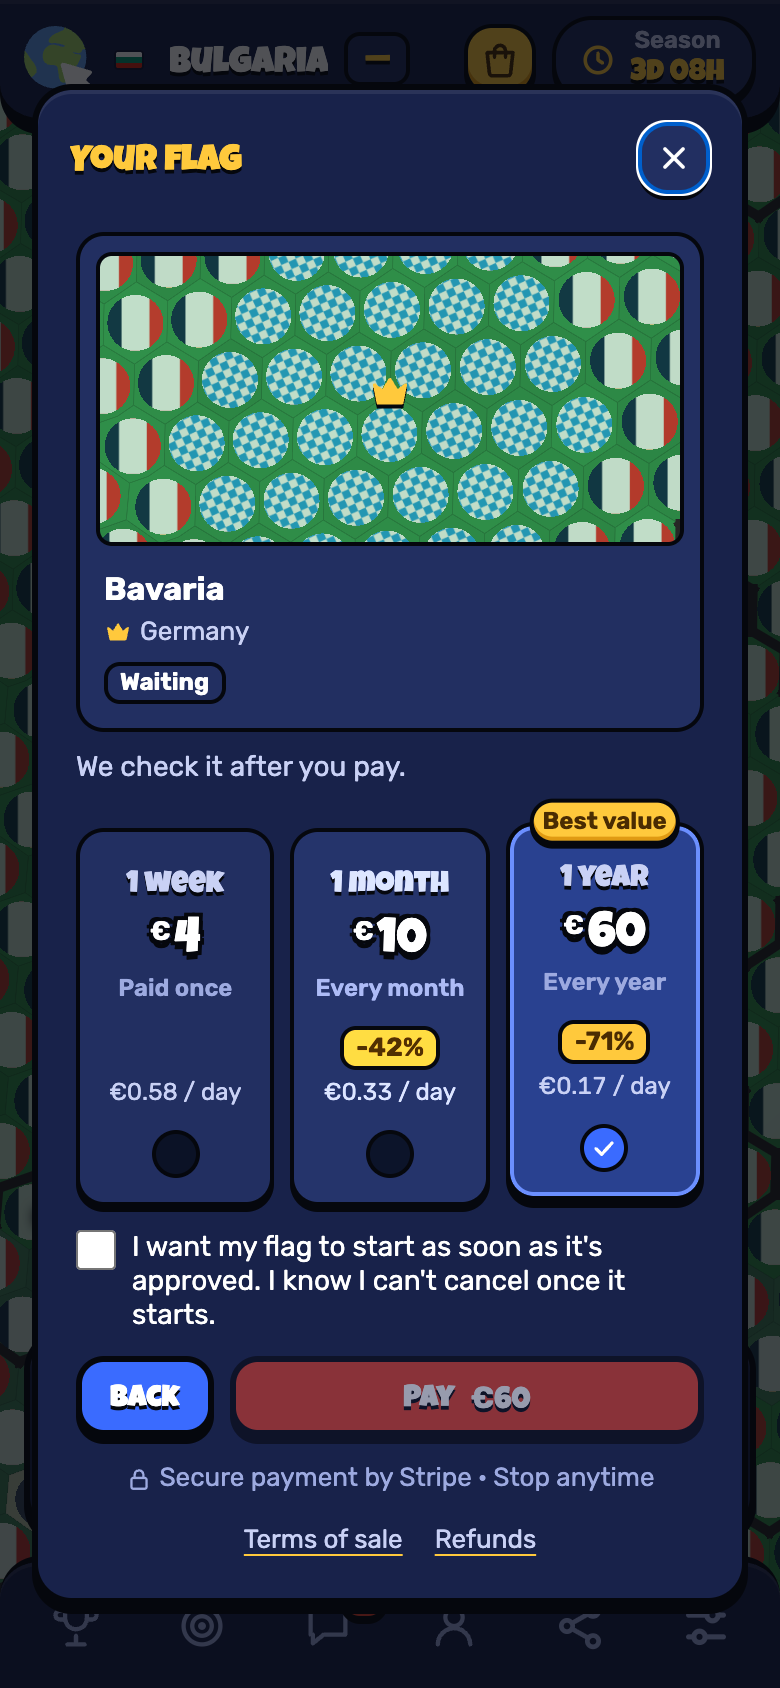 BULGARIA
Season
3D 08H
YOUR FLAG
Bavaria
Germany
Waiting
We check it after you pay.
Best value
1 week
€4
Paid once
€0.58 / day
1 month
€10
Every month
-42%
€0.33 / day
1 year
€60
Every year
-71%
€0.17 / day
I want my flag to start as soon as it's
approved. I know I can't cancel once it
starts.
BACK
PAY €60
Secure payment by Stripe • Stop anytime
Terms of sale Refunds